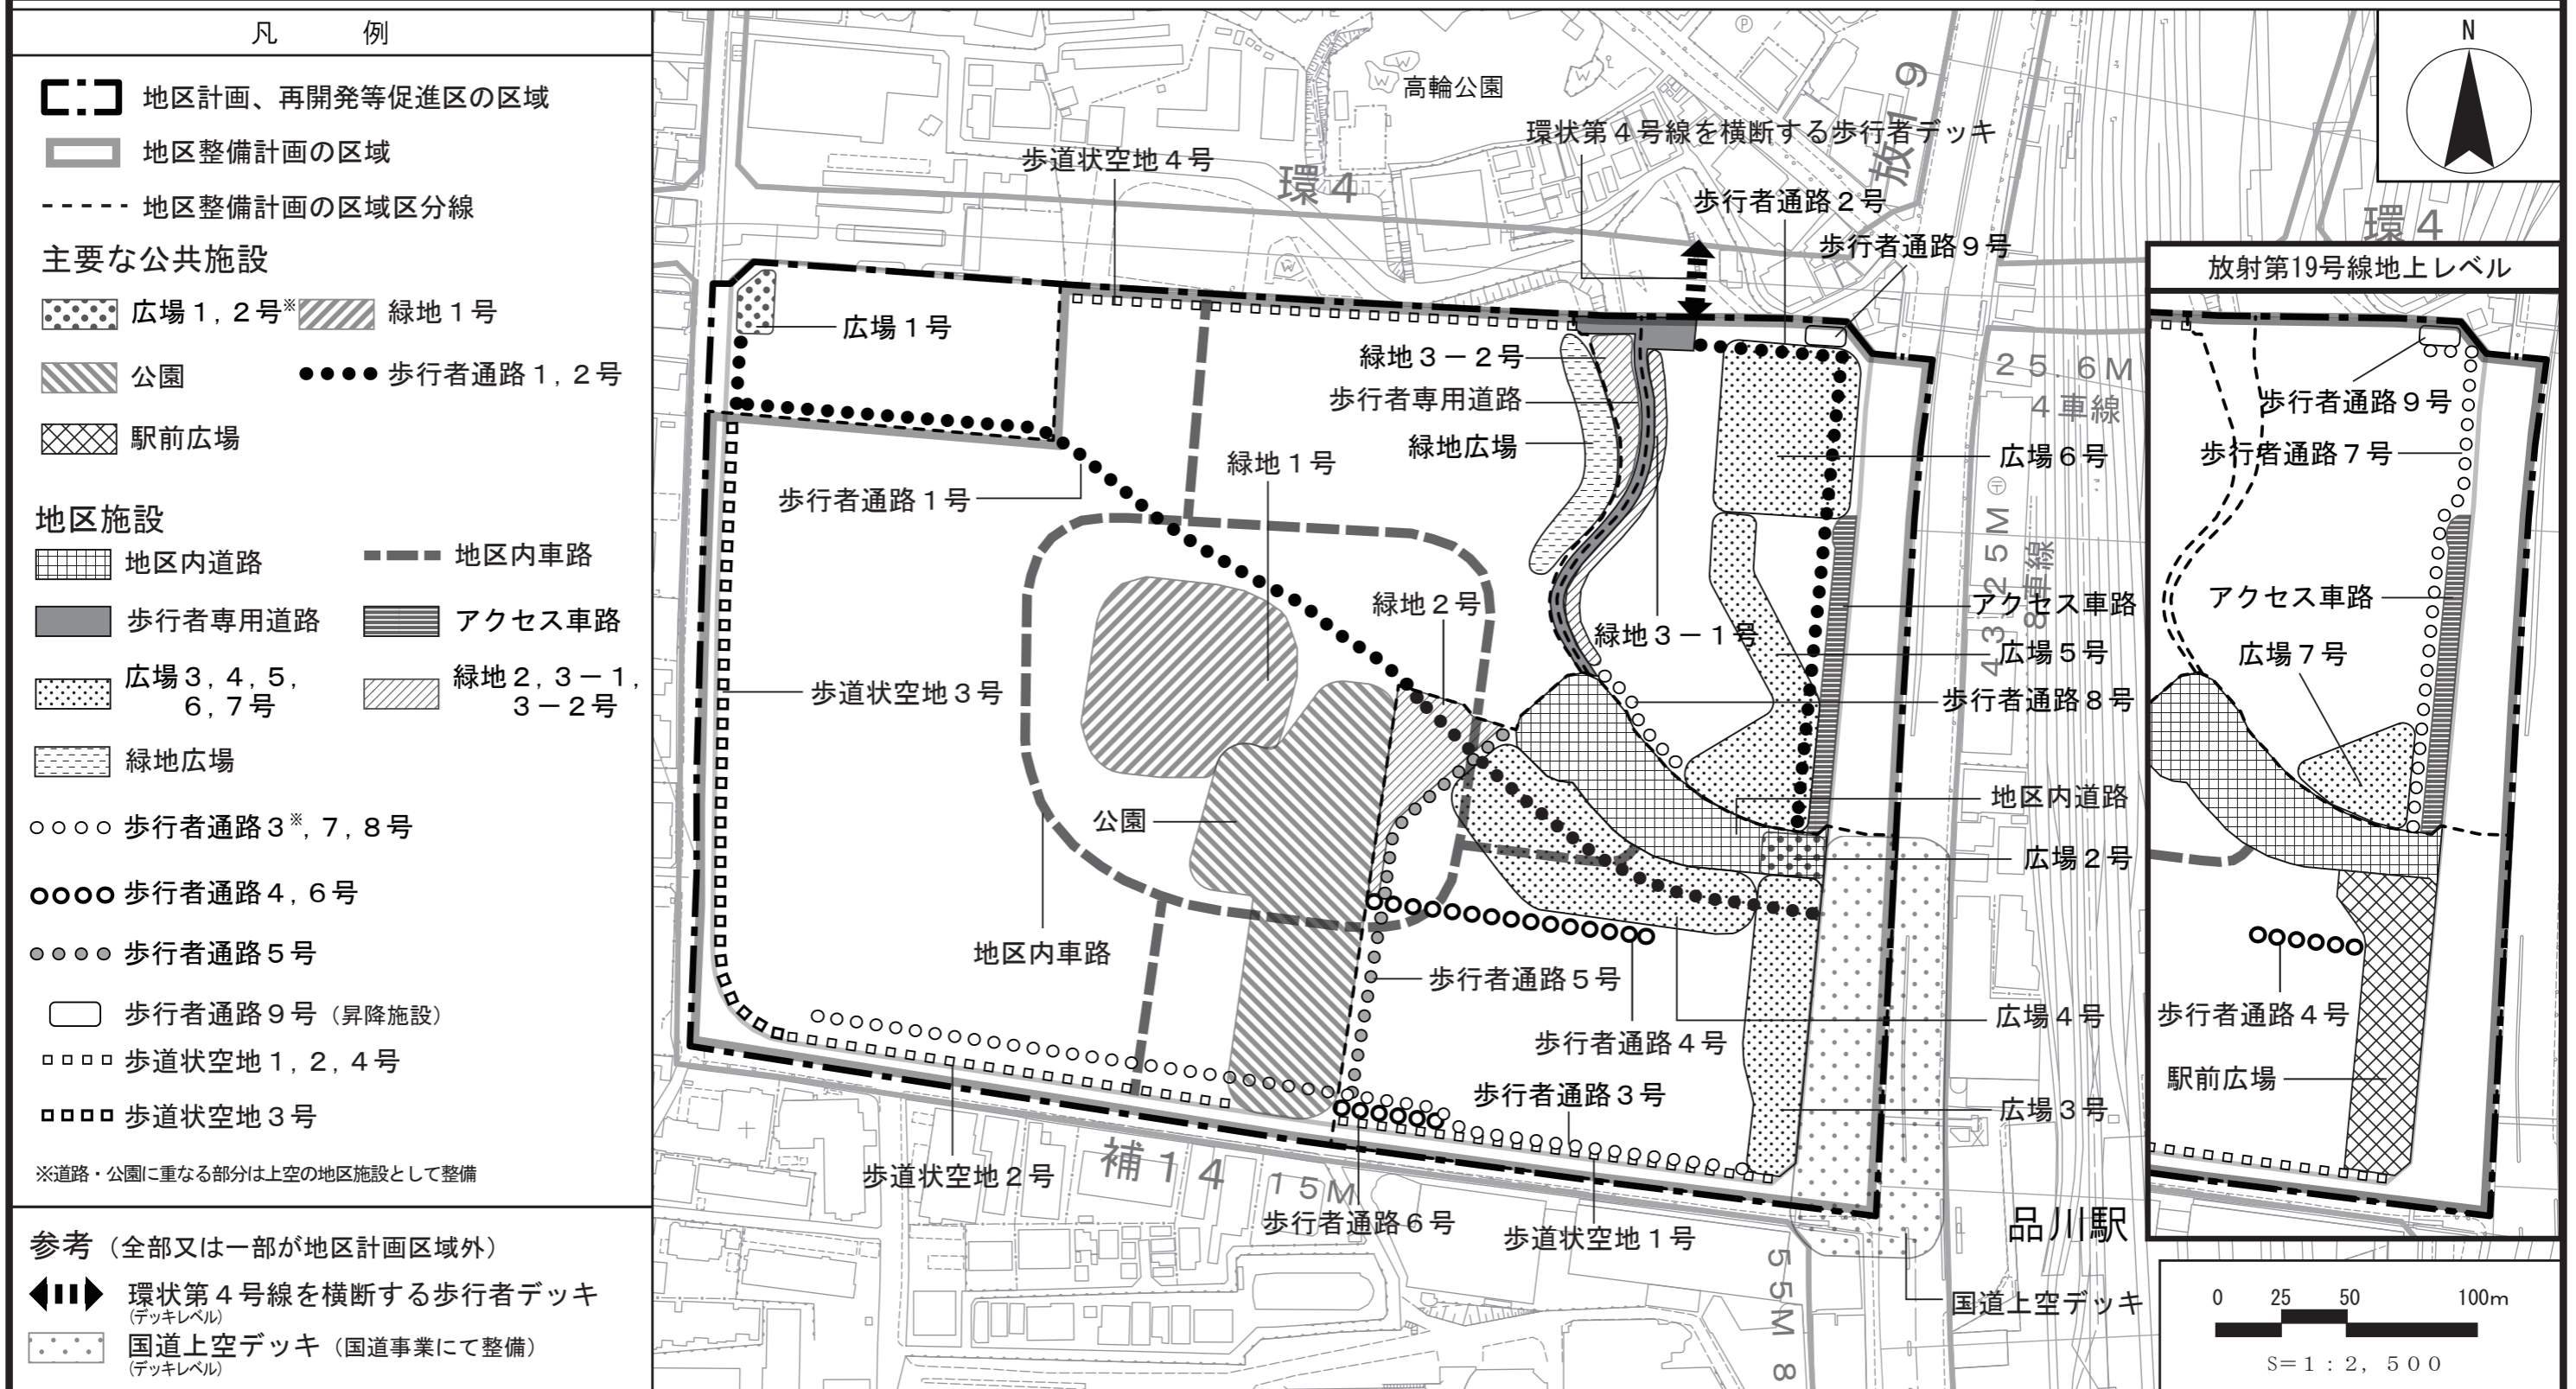 凡　例
地区計画、再開発等促進区の区域
地区整備計画の区域
地区整備計画の区域区分線
主要な公共施設
広場１，２号※
緑地１号
公園
歩行者通路１，２号
駅前広場
地区施設
地区内道路
地区内車路
歩行者専用道路
アクセス車路
広場３，４，５，
６，７号
緑地２，３－１，
３－２号
緑地広場
歩行者通路３※，７，８号
歩行者通路４，６号
歩行者通路５号
歩行者通路９号（昇降施設）
歩道状空地１，２，４号
歩道状空地３号
※道路・公園に重なる部分は上空の地区施設として整備
参考（全部又は一部が地区計画区域外）
環状第４号線を横断する歩行者デッキ
(デッキレベル)
国道上空デッキ（国道事業にて整備）
(デッキレベル)
高輪公園
環状第４号線を横断する歩行者デッキ
放１９
歩道状空地４号
環４
歩行者通路２号
歩行者通路９号
広場１号
緑地３－２号
歩行者専用道路
緑地広場
２５.６Ｍ
４車線
広場６号
緑地１号
歩行者通路１号
４３.２５Ｍ
８車線
緑地２号
アクセス車路
緑地３－１号
広場５号
歩道状空地３号
歩行者通路８号
公園
地区内道路
広場２号
地区内車路
歩行者通路５号
広場４号
歩行者通路４号
歩行者通路３号
広場３号
補１４
１５Ｍ
歩道状空地２号
歩行者通路６号
歩道状空地１号
品川駅
５５Ｍ８
国道上空デッキ
N
環４
放射第19号線地上レベル
歩行者通路９号
歩行者通路７号
アクセス車路
広場７号
歩行者通路４号
駅前広場
0 25 50 100m
S＝１：２，５００